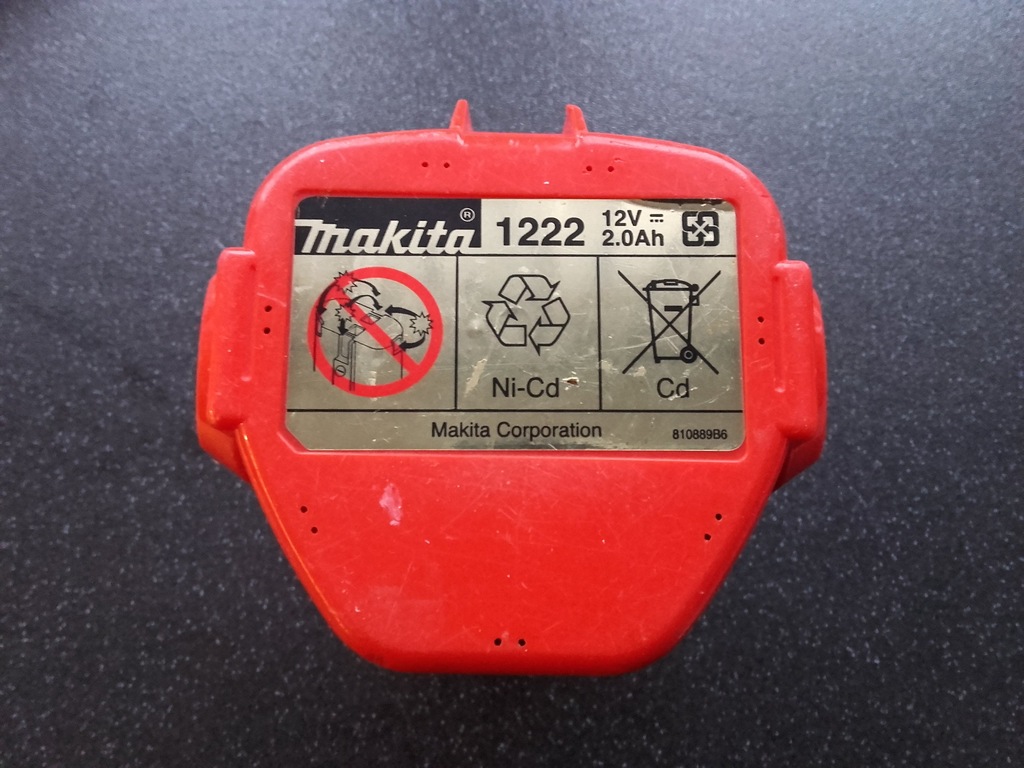 Makita® 1222 12V ⎓
2.0Ah
Ni-Cd Cd
Makita Corporation 810889B6